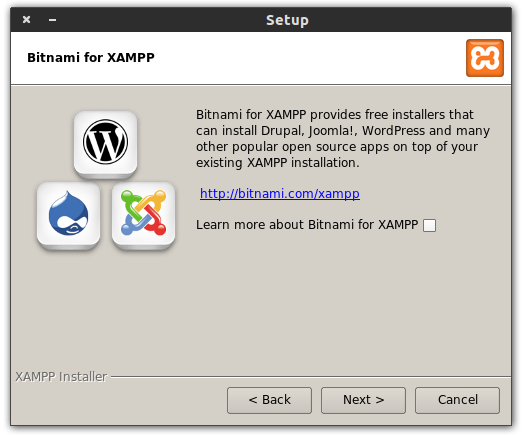 Setup
Bitnami for XAMPP
Bitnami for XAMPP provides free installers that
can install Drupal, Joomla!, WordPress and many
other popular open source apps on top of your
existing XAMPP installation.
http://bitnami.com/xampp
Learn more about Bitnami for XAMPP
XAMPP Installer
< Back
Next >
Cancel